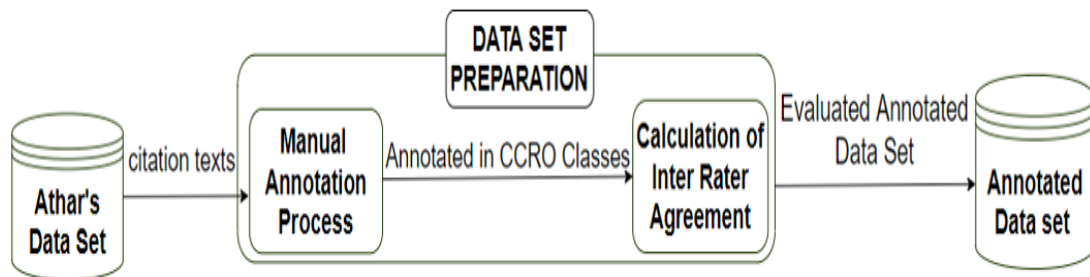 DATA SET
PREPARATION
Athar's
Data Set
citation texts
Manual
Annotation
Process
Annotated in CCRO Classes
Calculation of
Inter Rater
Agreement
Evaluated Annotated
Data Set
Annotated
Data set